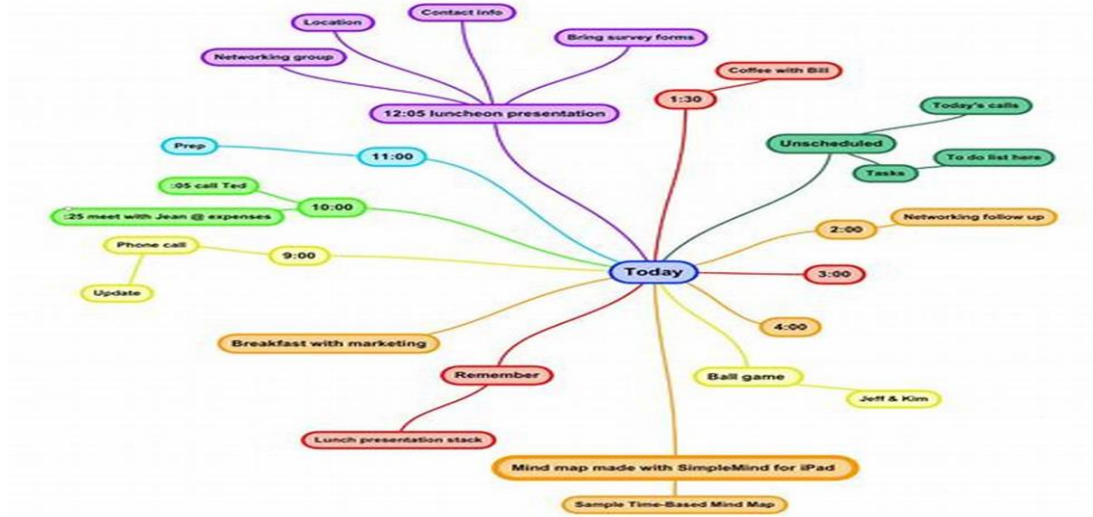 Contact info
Location
Bring survey forms
Networking group
Coffee with Bill
1:30
12:05 luncheon presentation
Today's calls
Unscheduled
Prep
11:00
To do list here
Tasks
:05 call Ted
10:00
:25 meet with Jean @ expenses
Networking follow up
2:00
Phone call
9:00
Today
3:00
Update
4:00
Breakfast with marketing
Remember
Ball game
Jeff & Kim
Lunch presentation stack
Mind map made with SimpleMind for iPad
Sample Time-Based Mind Map